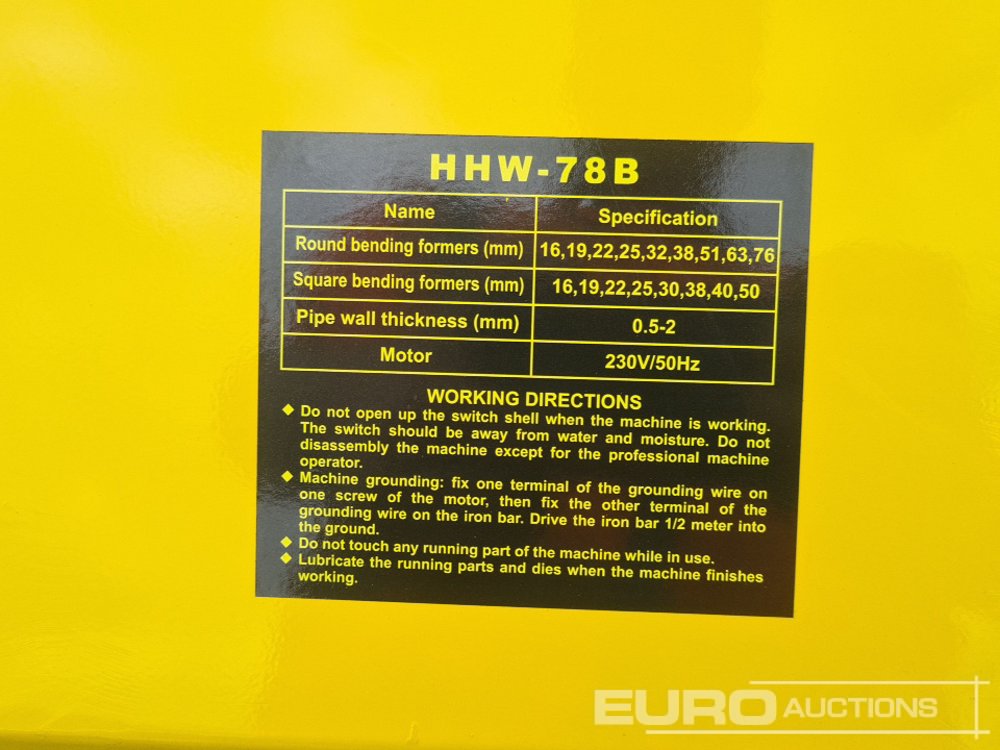 HHW-78B
Name Specification
Round bending formers (mm) 16,19,22,25,32,38,51,63,76
Square bending formers (mm) 16,19,22,25,30,38,40,50
Pipe wall thickness (mm) 0.5-2
Motor 230V/50Hz
WORKING DIRECTIONS
◆ Do not open up the switch shell when the machine is working.
The switch should be away from water and moisture. Do not
disassembly the machine except for the professional machine
operator.
◆ Machine grounding: fix one terminal of the grounding wire on
one screw of the motor, then fix the other terminal of the
grounding wire on the iron bar. Drive the iron bar 1/2 meter into
the ground.
◆ Do not touch any running part of the machine while in use.
◆ Lubricate the running parts and dies when the machine finishes
working.
EURO AUCTIONS